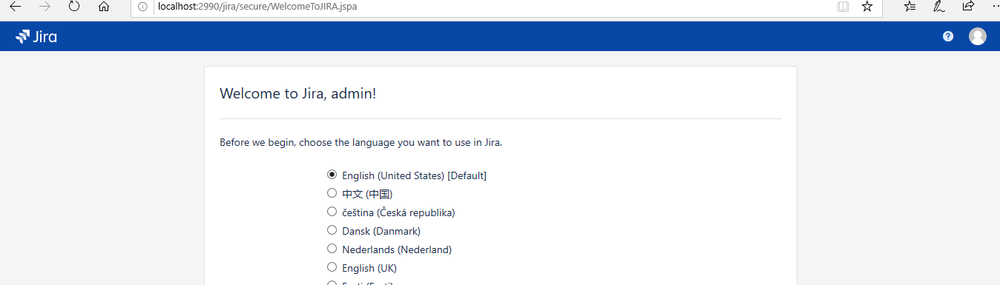 localhost:2990/jira/secure/WelcomeToJIRA.jspa
Jira
?
Welcome to Jira, admin!
Before we begin, choose the language you want to use in Jira.
English (United States) [Default]
中文 (中国)
čeština (Česká republika)
Dansk (Danmark)
Nederlands (Nederland)
English (UK)